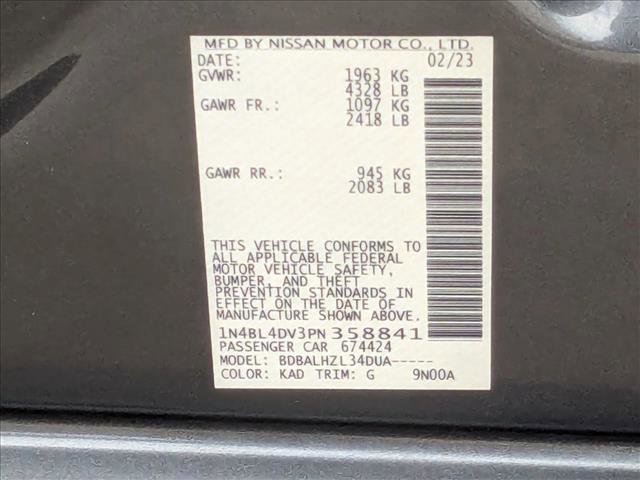 MFD BY NISSAN MOTOR CO., LTD.
DATE: 02/23
GVWR: 1963 KG
4328 LB
GAWR FR.: 1097 KG
2418 LB
GAWR RR.: 945 KG
2083 LB
THIS VEHICLE CONFORMS TO
ALL APPLICABLE FEDERAL
MOTOR VEHICLE SAFETY,
BUMPER, AND THEFT
PREVENTION STANDARDS IN
EFFECT ON THE DATE OF
MANUFACTURE SHOWN ABOVE.
1N4BL4DV3PN358841
PASSENGER CAR 674424
MODEL: BDBALHZL34DUA-----
COLOR: KAD TRIM: G 9N00A